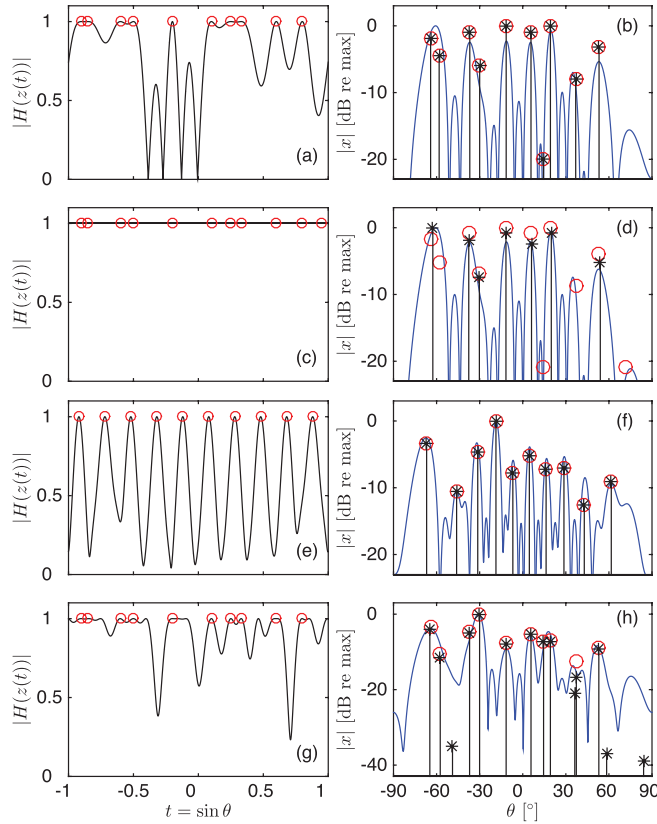 |H(z(t))|
1
0.5
0
(a)
|x| [dB re max]
0
−10
−20
(b)
|H(z(t))|
1
0.5
0
(c)
|x| [dB re max]
0
−10
−20
(d)
|H(z(t))|
1
0.5
0
(e)
|x| [dB re max]
0
−10
−20
(f)
|H(z(t))|
1
0.5
0
(g)
-1 -0.5 0 0.5 1
t = sin θ
|x| [dB re max]
0
−20
−40
(h)
-90 -60 -30 0 30 60 90
θ [°]